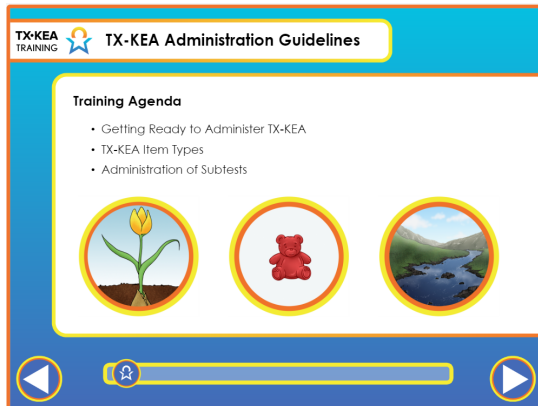 TX-KEA
TRAINING
TX-KEA Administration Guidelines
Training Agenda
• Getting Ready to Administer TX-KEA
• TX-KEA Item Types
• Administration of Subtests